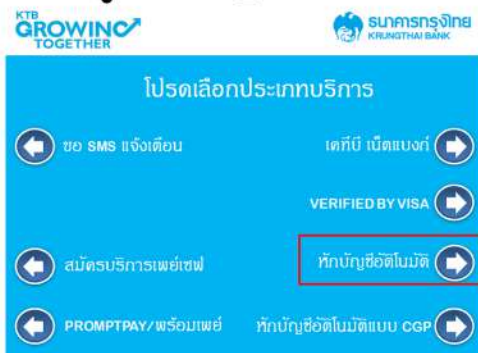 KTB
GROWING
TOGETHER
ธนาคารกรุงไทย
KRUNGTHAI BANK
โปรดเลือกประเภทบริการ
ขอ SMS แจ้งเตือน
เคทีบี เน็ตแบงก์
VERIFIED BY VISA
สมัครบริการเพย์เซฟ
หักบัญชีอัติโนมัติ
PROMPTPAY/พร้อมเพย์
หักบัญชีอัติโนมัติแบบ CGP